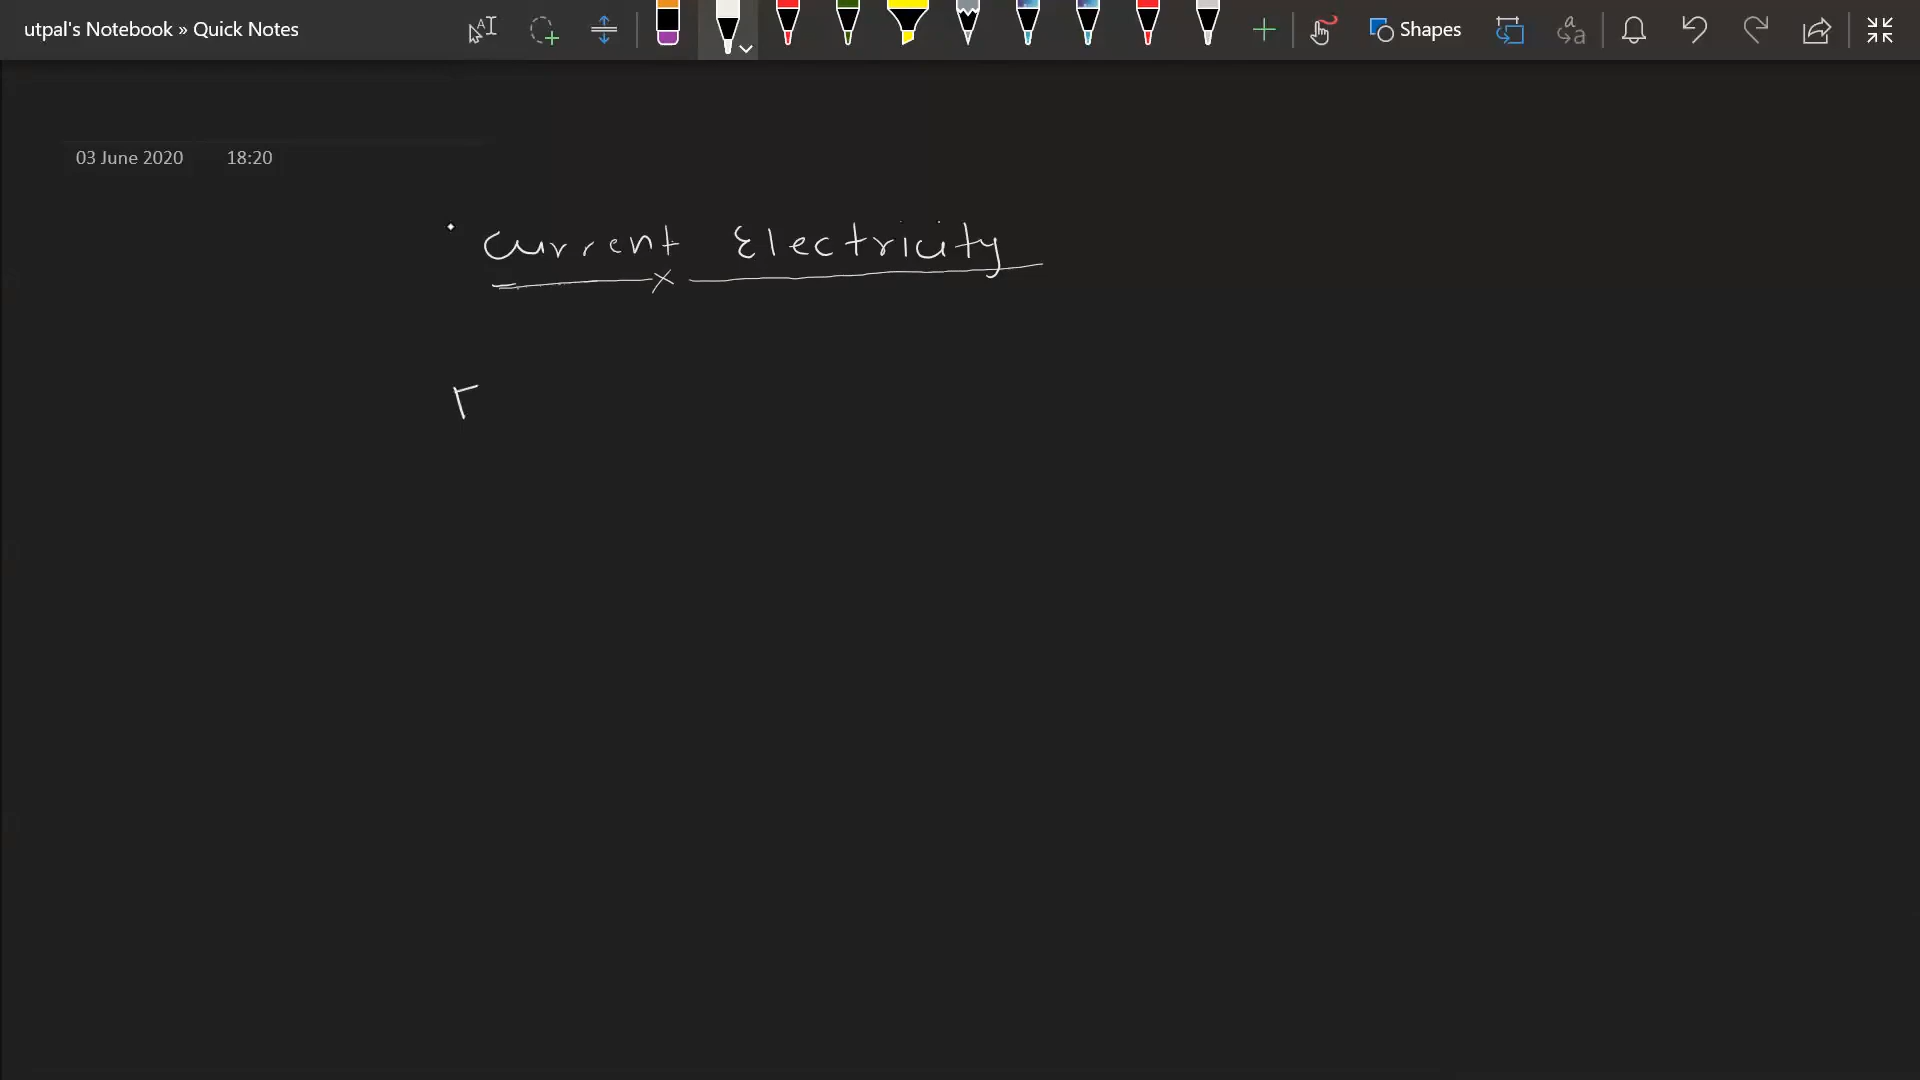 utpal's Notebook » Quick Notes
Shapes
03 June 2020 18:20
Current Electricity